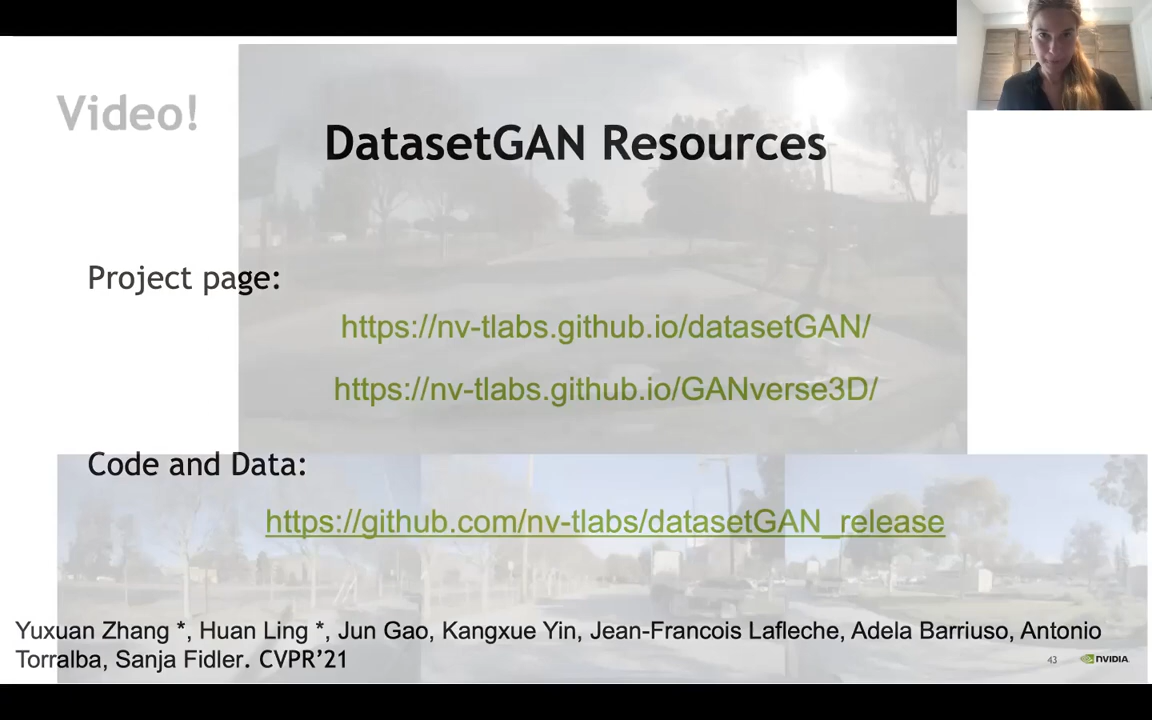 Video!
DatasetGAN Resources
Project page:
https://nv-tlabs.github.io/datasetGAN/
https://nv-tlabs.github.io/GANverse3D/
Code and Data:
https://github.com/nv-tlabs/datasetGAN_release
Yuxuan Zhang *, Huan Ling *, Jun Gao, Kangxue Yin, Jean-Francois Lafleche, Adela Barriuso, Antonio
Torralba, Sanja Fidler. CVPR’21
43
NVIDIA.